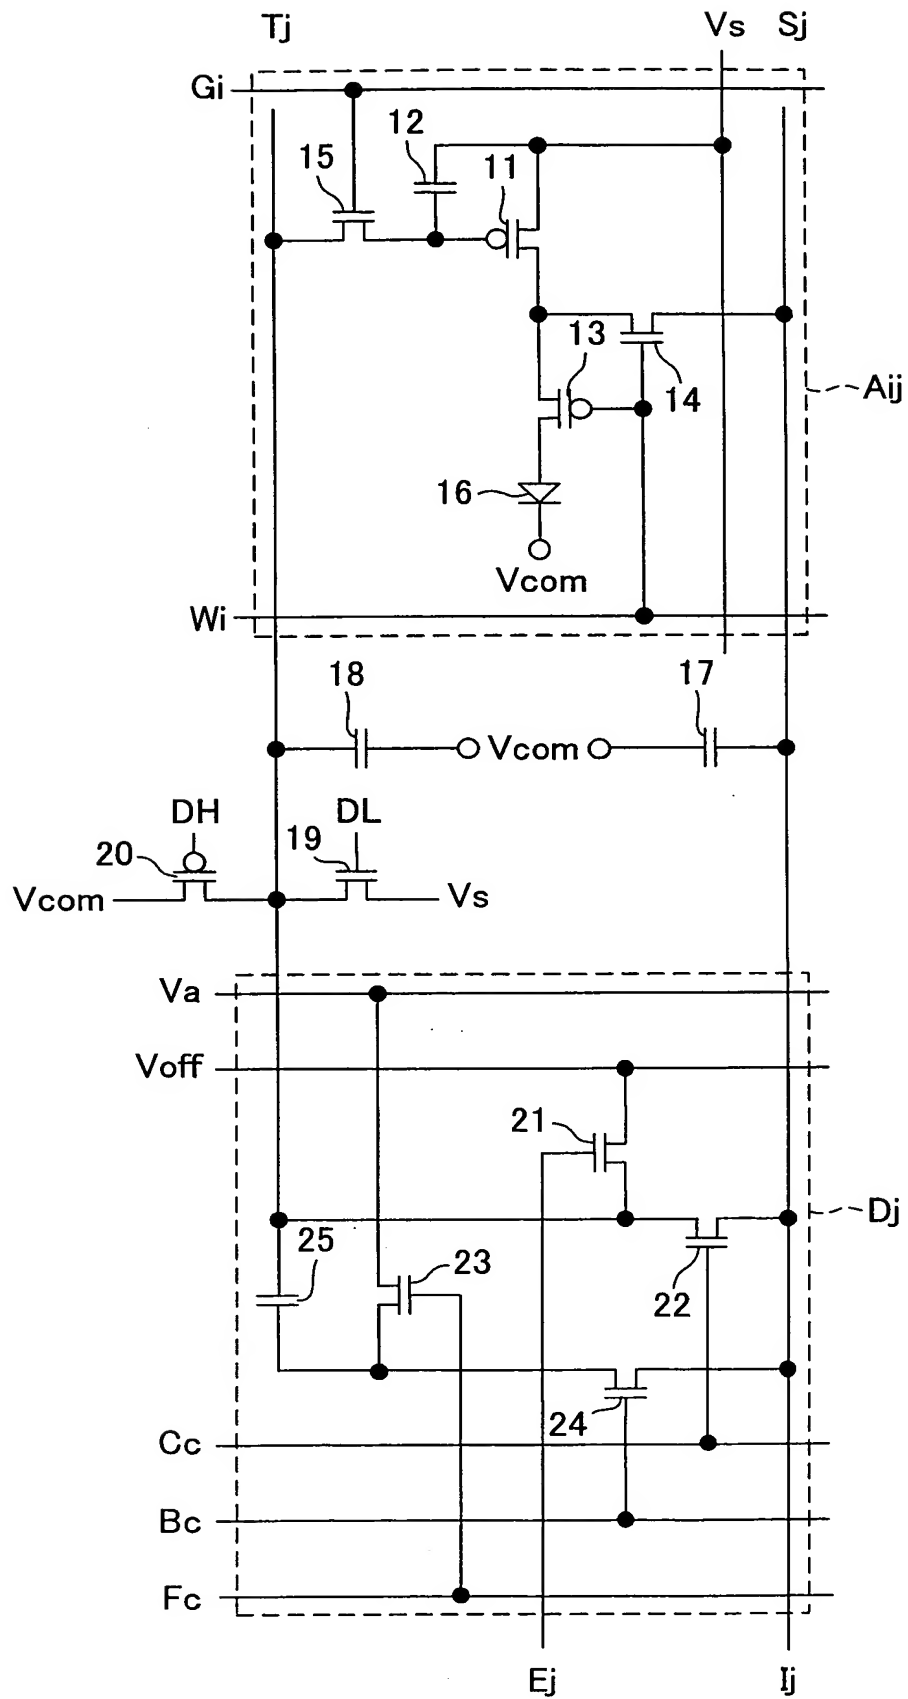 Tj
Vs
Sj
Gi
12
15
11
13
14
Aij
16
Vcom
Wi
18
17
Vcom
DH
DL
20
19
Vcom
Vs
Va
Voff
21
Dj
25
23
22
24
Cc
Bc
Fc
Ej
Ij